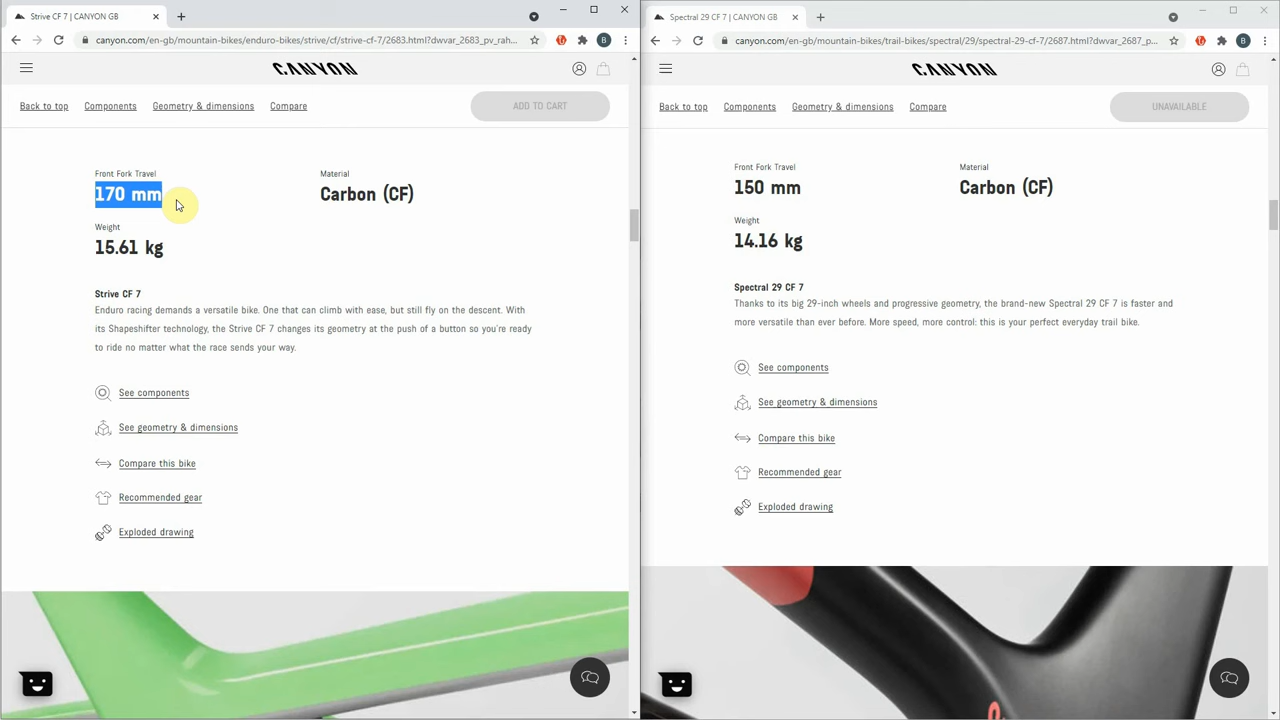 Strive CF 7 | CANYON GB
canyon.com/en-gb/mountain-bikes/enduro-bikes/strive/cf/strive-cf-7/2683.html?dwvar_2683_pv_rah...
B
CANYON
Back to top
Components
Geometry & dimensions
Compare
ADD TO CART
Front Fork Travel
170 mm
Material
Carbon (CF)
Weight
15.61 kg
Strive CF 7
Enduro racing demands a versatile bike. One that can climb with ease, but still fly on the descent. With
its Shapeshifter technology, the Strive CF 7 changes its geometry at the push of a button so you're ready
to ride no matter what the race sends your way.
See components
See geometry & dimensions
Compare this bike
Recommended gear
Exploded drawing
Spectral 29 CF 7 | CANYON GB
canyon.com/en-gb/mountain-bikes/trail-bikes/spectral/29/spectral-29-cf-7/2687.html?dwvar_2687_p...
B
CANYON
Back to top
Components
Geometry & dimensions
Compare
UNAVAILABLE
Front Fork Travel
150 mm
Material
Carbon (CF)
Weight
14.16 kg
Spectral 29 CF 7
Thanks to its big 29-inch wheels and progressive geometry, the brand-new Spectral 29 CF 7 is faster and
more versatile than ever before. More speed, more control: this is your perfect everyday trail bike.
See components
See geometry & dimensions
Compare this bike
Recommended gear
Exploded drawing